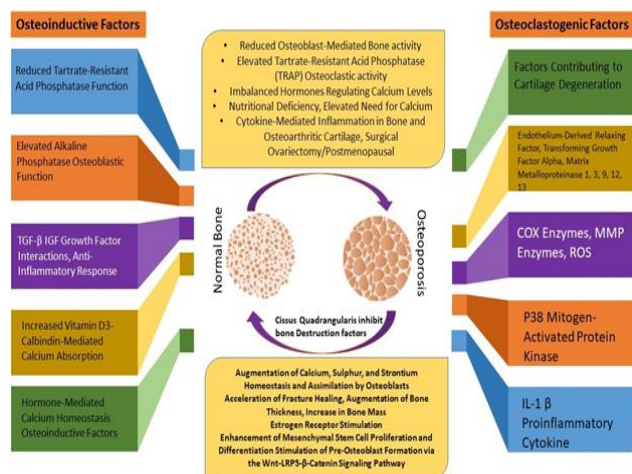 Osteoinductive Factors
Reduced Tartrate-Resistant
Acid Phosphatase Function
Elevated Alkaline
Phosphatase Osteoblastic
Function
TGF-β IGF Growth Factor
Interactions, Anti-
Inflammatory Response
Increased Vitamin D3-
Calbindin-Mediated
Calcium Absorption
Hormone-Mediated
Calcium Homeostasis
Osteoinductive Factors
• Reduced Osteoblast-Mediated Bone activity
• Elevated Tartrate-Resistant Acid Phosphatase
(TRAP) Osteoclastic activity
• Imbalanced Hormones Regulating Calcium Levels
• Nutritional Deficiency, Elevated Need for Calcium
• Cytokine-Mediated Inflammation in Bone and
Osteoarthritic Cartilage, Surgical
Ovariectomy/Postmenopausal
Normal Bone
Osteoporosis
Cissus Quadrangularis inhibit
bone Destruction factors
Augmentation of Calcium, Sulphur, and Strontium
Homeostasis and Assimilation by Osteoblasts
Acceleration of Fracture Healing, Augmentation of Bone
Thickness, Increase in Bone Mass
Estrogen Receptor Stimulation
Enhancement of Mesenchymal Stem Cell Proliferation and
Differentiation Stimulation of Pre-Osteoblast Formation via
the Wnt-LRP5-β-Catenin Signaling Pathway
Osteoclastogenic Factors
Factors Contributing to
Cartilage Degeneration
Endothelium-Derived Relaxing
Factor, Transforming Growth
Factor Alpha, Matrix
Metalloproteinase 1, 3, 9, 12,
13
COX Enzymes, MMP
Enzymes, ROS
P38 Mitogen-
Activated Protein
Kinase
IL-1 β
Proinflammatory
Cytokine